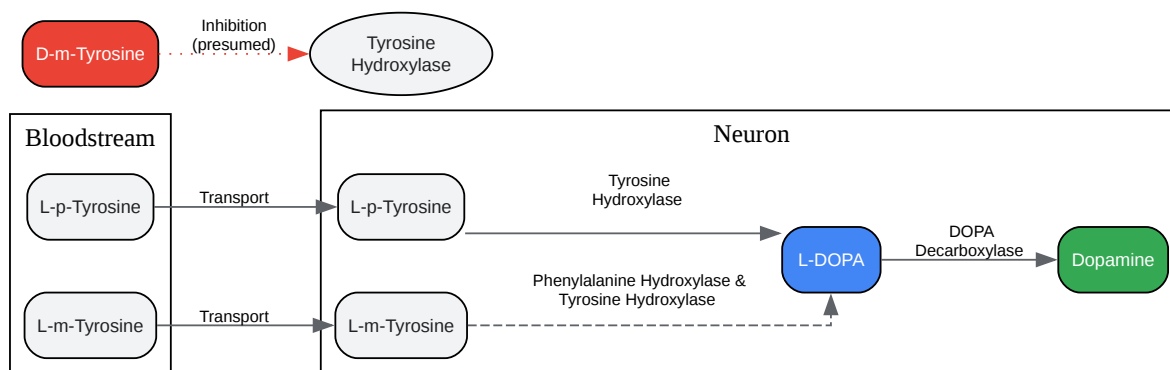 Inhibition
(presumed)
D-m-Tyrosine
Tyrosine
Hydroxylase
Bloodstream
Neuron
L-p-Tyrosine
Transport
L-p-Tyrosine
Tyrosine
Hydroxylase
L-DOPA
DOPA
Decarboxylase
Dopamine
Phenylalanine Hydroxylase &
Tyrosine Hydroxylase
L-m-Tyrosine
Transport
L-m-Tyrosine